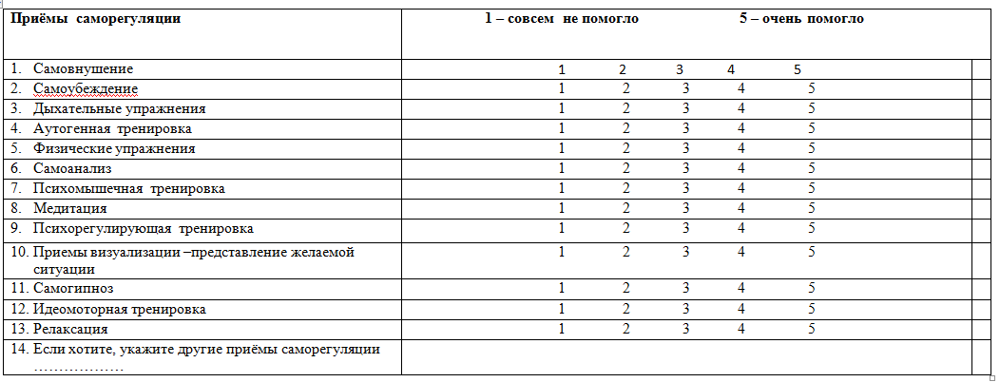 Приёмы саморегуляции 1 – совсем не помогло 5 – очень помогло
1. Самовнушение 1 2 3 4 5
2. Самоубеждение 1 2 3 4 5
3. Дыхательные упражнения 1 2 3 4 5
4. Аутогенная тренировка 1 2 3 4 5
5. Физические упражнения 1 2 3 4 5
6. Самоанализ 1 2 3 4 5
7. Психомышечная тренировка 1 2 3 4 5
8. Медитация 1 2 3 4 5
9. Психорегулирующая тренировка 1 2 3 4 5
10. Приемы визуализации –представление желаемой 1 2 3 4 5
ситуации
11. Самогипноз 1 2 3 4 5
12. Идеомоторная тренировка 1 2 3 4 5
13. Релаксация 1 2 3 4 5
14. Если хотите, укажите другие приёмы саморегуляции
………………